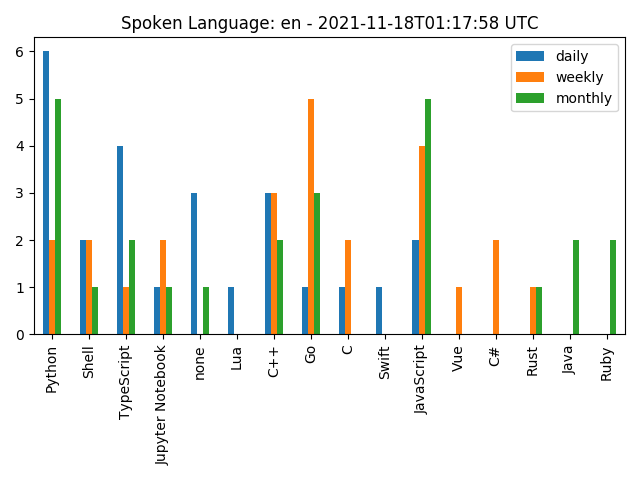 Spoken Language: en - 2021-11-18T01:17:58 UTC
daily
weekly
monthly
6
5
4
3
2
1
0
Python
Shell
TypeScript
Jupyter Notebook
none
Lua
C++
Go
C
Swift
JavaScript
Vue
C#
Rust
Java
Ruby